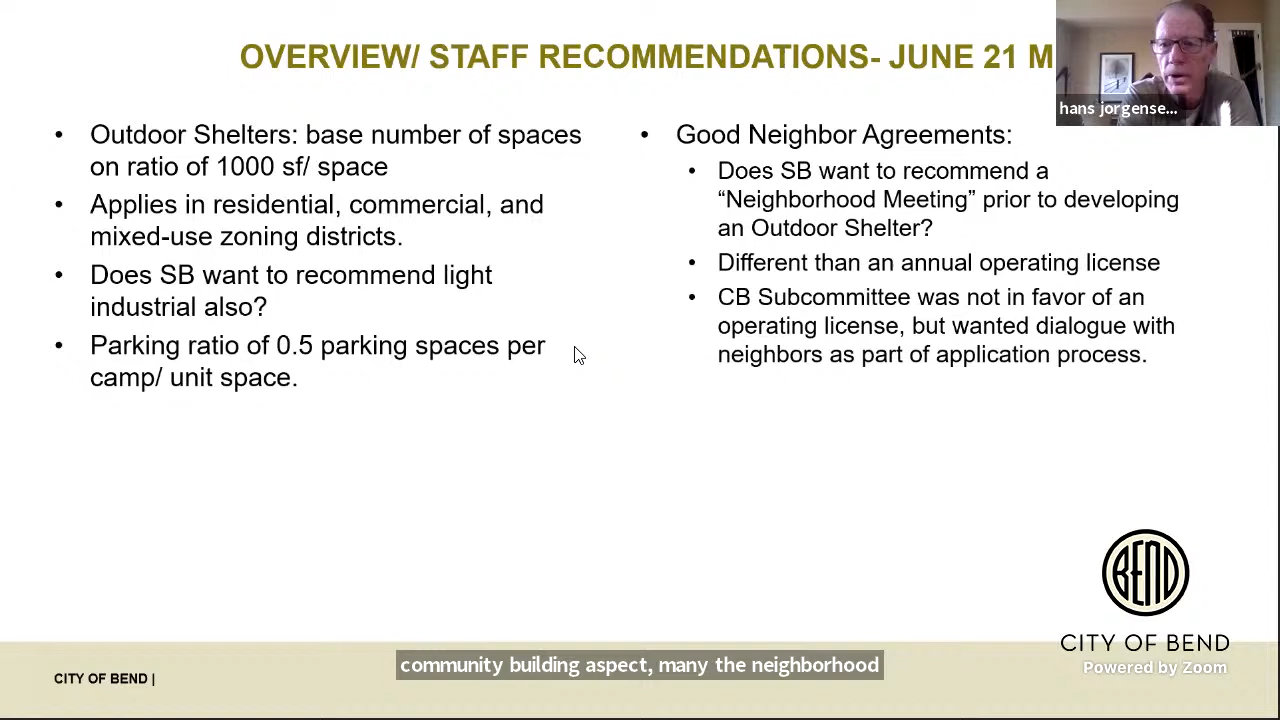 OVERVIEW/ STAFF RECOMMENDATIONS- JUNE 21 M
hans jorgense...
• Outdoor Shelters: base number of spaces
on ratio of 1000 sf/ space
• Applies in residential, commercial, and
mixed-use zoning districts.
• Does SB want to recommend light
industrial also?
• Parking ratio of 0.5 parking spaces per
camp/ unit space.
• Good Neighbor Agreements:
• Does SB want to recommend a
“Neighborhood Meeting” prior to developing
an Outdoor Shelter?
• Different than an annual operating license
• CB Subcommittee was not in favor of an
operating license, but wanted dialogue with
neighbors as part of application process.
BEND
CITY OF BEND
Powered by Zoom
community building aspect, many the neighborhood
CITY OF BEND |